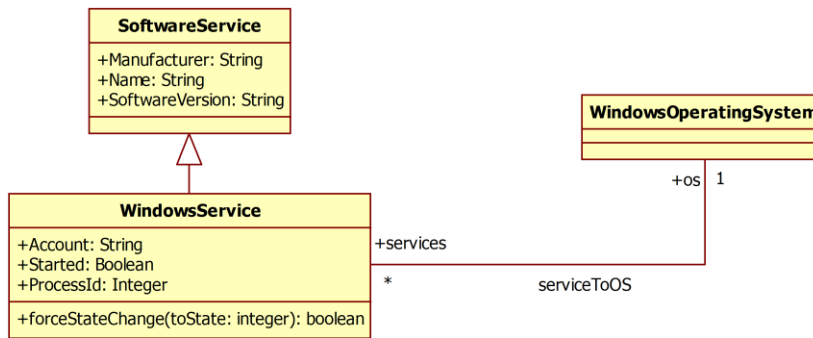 SoftwareService
+Manufacturer: String
+Name: String
+SoftwareVersion: String
WindowsOperatingSystem
+os 1
WindowsService
+Account: String
+Started: Boolean
+ProcessId: Integer
+forceStateChange(toState: integer): boolean
+services
*
serviceToOS